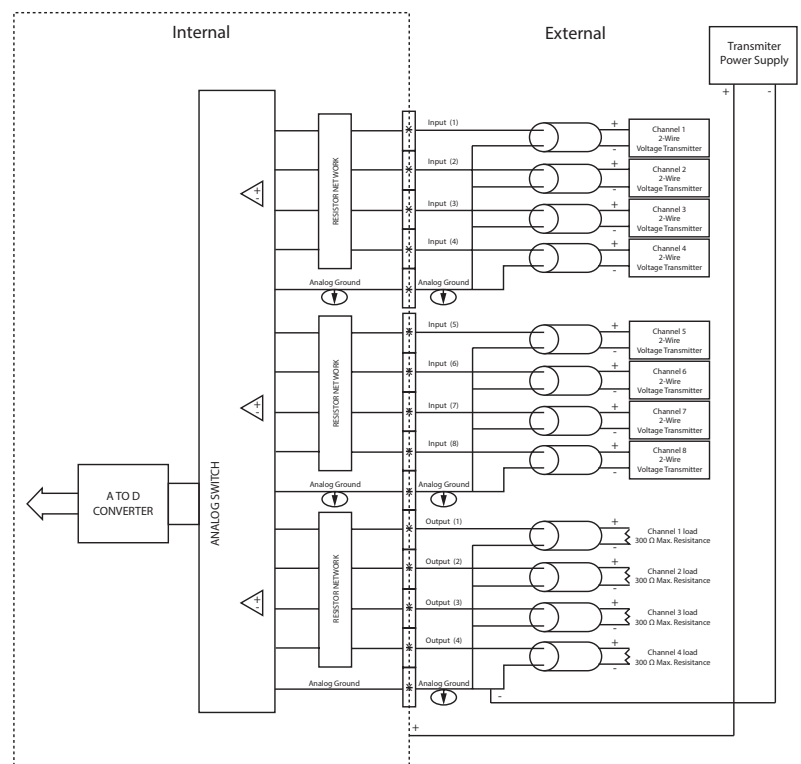 Internal
External
Transmiter
Power Supply
+ -
Input (1)
+
-
Channel 1
2-Wire
Voltage Transmitter
Input (2)
+
-
Channel 2
2-Wire
Voltage Transmitter
Input (3)
+
-
Channel 3
2-Wire
Voltage Transmitter
Input (4)
+
-
Channel 4
2-Wire
Voltage Transmitter
RESISTOR NETWORK
+
-
Analog Ground
Analog Ground
Input (5)
+
-
Channel 5
2-Wire
Voltage Transmitter
Input (6)
+
-
Channel 6
2-Wire
Voltage Transmitter
Input (7)
+
-
Channel 7
2-Wire
Voltage Transmitter
Input (8)
+
-
Channel 8
2-Wire
Voltage Transmitter
RESISTOR NETWORK
+
-
Analog Ground
Analog Ground
A TO D
CONVERTER
ANALOG SWITCH
Output (1)
+
-
Channel 1 load
300 Ω Max. Resisitance
Output (2)
+
-
Channel 2 load
300 Ω Max. Resisitance
Output (3)
+
-
Channel 3 load
300 Ω Max. Resisitance
Output (4)
+
-
Channel 4 load
300 Ω Max. Resisitance
RESISTOR NETWORK
+
-
Analog Ground
Analog Ground
-
+